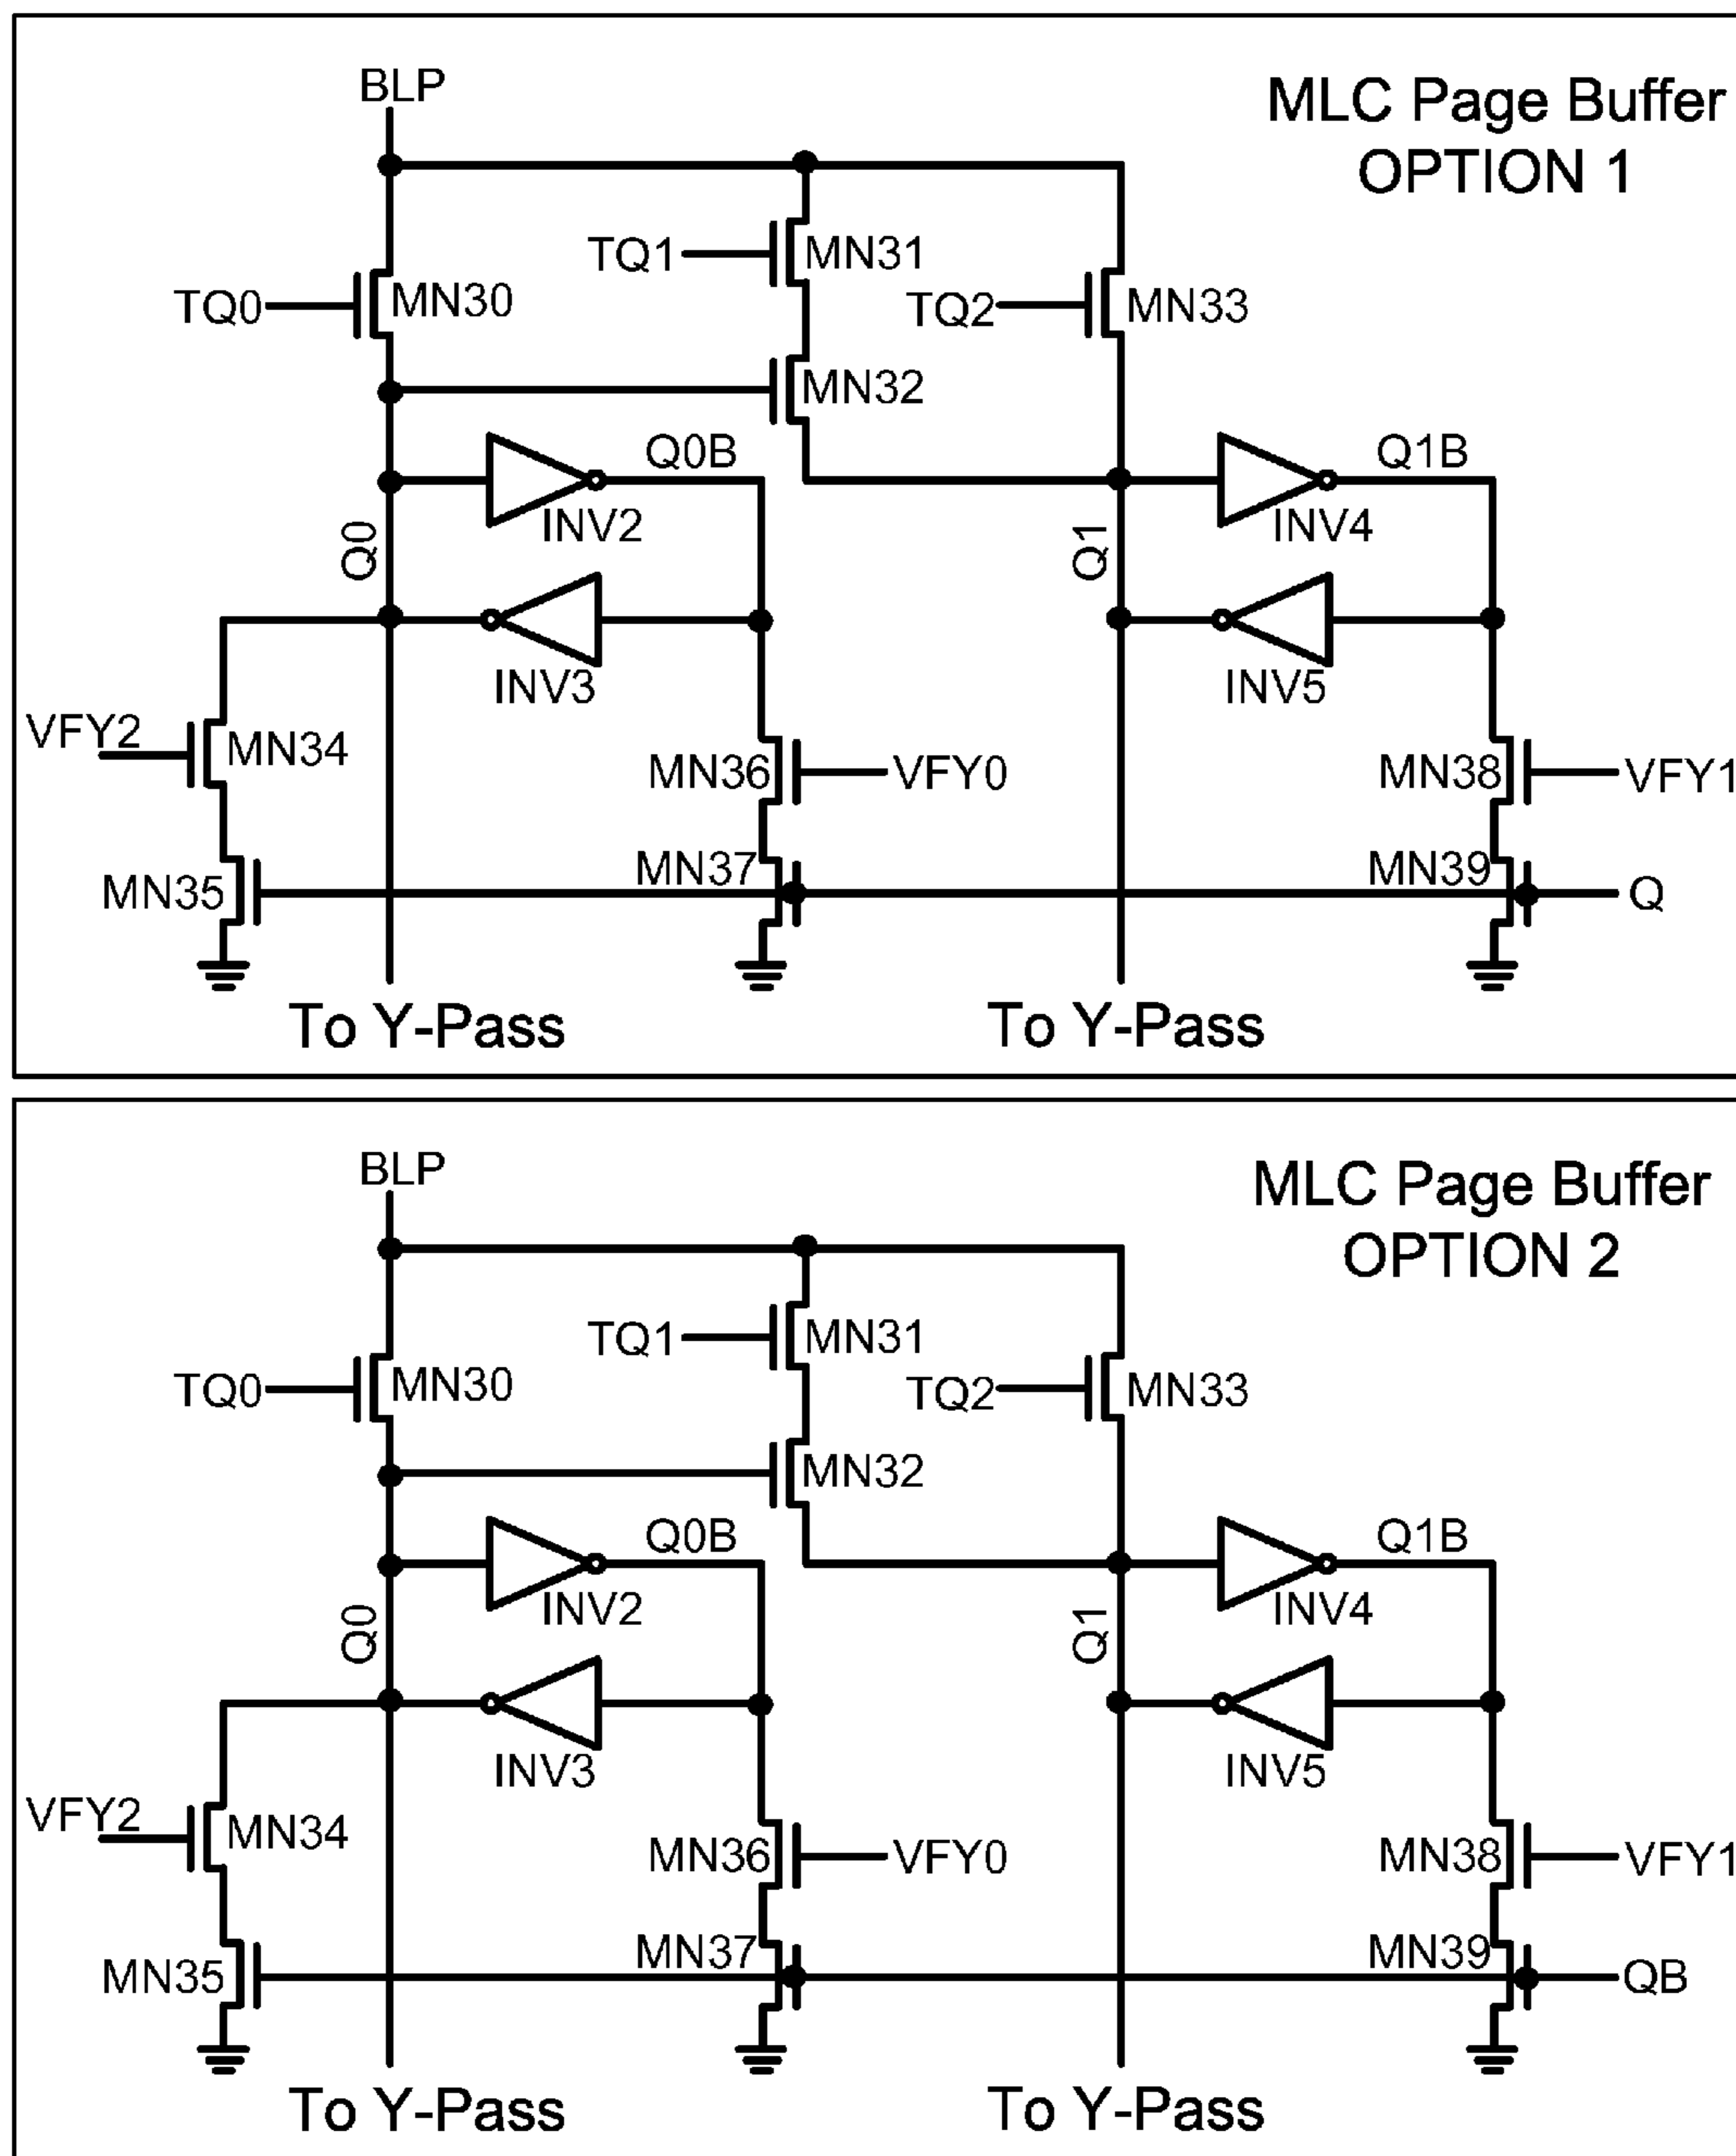 BLP
MLC Page Buffer
OPTION 1
TQ1
MN31
TQ0
MN30
TQ2
MN33
MN32
Q0B
Q1B
INV2
INV4
Q0
Q1
INV3
INV5
VFY2
MN34
MN36
VFY0
MN38
VFY1
MN35
MN37
MN39
Q
To Y-Pass
To Y-Pass
BLP
MLC Page Buffer
OPTION 2
TQ1
MN31
TQ0
MN30
TQ2
MN33
MN32
Q0B
Q1B
INV2
INV4
Q0
Q1
INV3
INV5
VFY2
MN34
MN36
VFY0
MN38
VFY1
MN35
MN37
MN39
QB
To Y-Pass
To Y-Pass